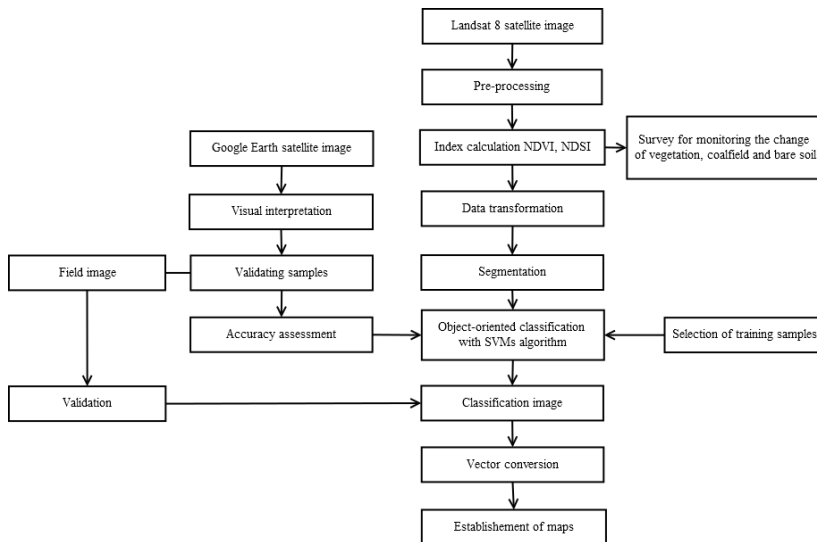 Landsat 8 satellite image
Pre-processing
Google Earth satellite image
Index calculation NDVI, NDSI
Survey for monitoring the change
of vegetation, coalfield and bare soil
Visual interpretation
Data transformation
Field image
Validating samples
Segmentation
Accuracy assessment
Object-oriented classification
with SVMs algorithm
Selection of training samples
Validation
Classification image
Vector conversion
Establishement of maps